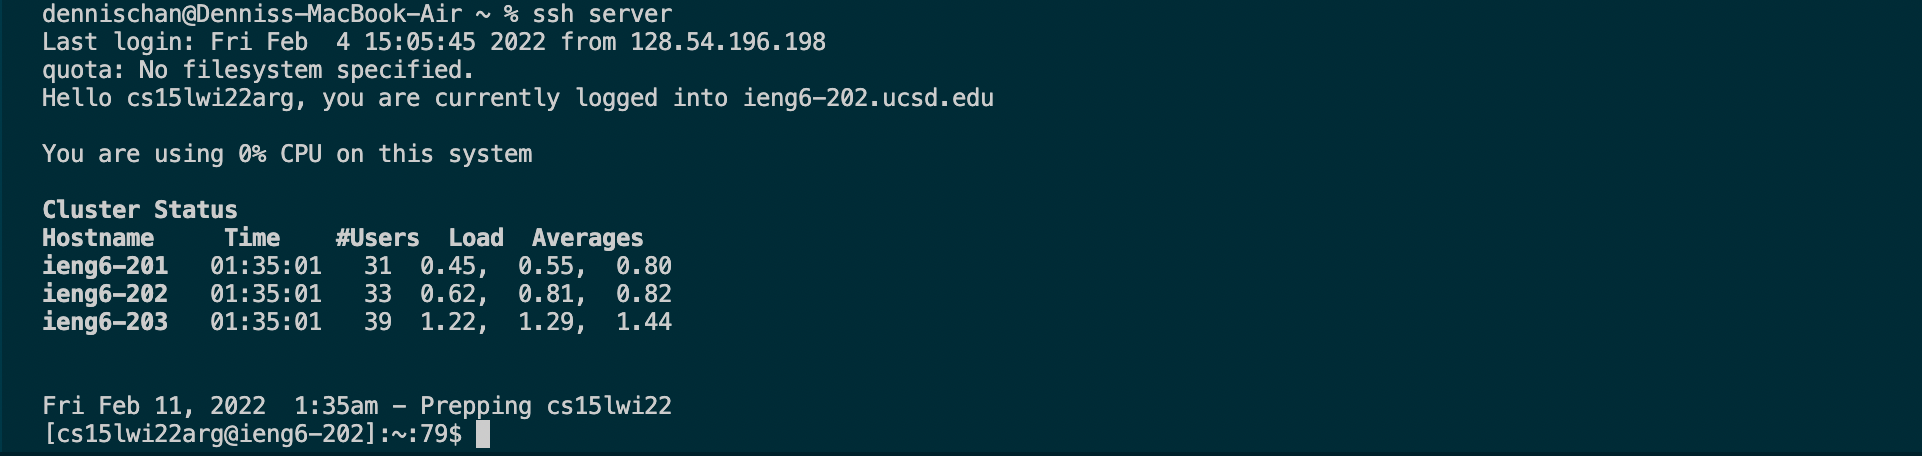 dennischan@Denniss-MacBook-Air ~ % ssh server
Last login: Fri Feb  4 15:05:45 2022 from 128.54.196.198
quota: No filesystem specified.
Hello cs15lwi22arg, you are currently logged into ieng6-202.ucsd.edu
You are using 0% CPU on this system
Cluster Status
Hostname     Time    #Users  Load  Averages
ieng6-201   01:35:01   31  0.45,  0.55,  0.80
ieng6-202   01:35:01   33  0.62,  0.81,  0.82
ieng6-203   01:35:01   39  1.22,  1.29,  1.44
Fri Feb 11, 2022  1:35am - Prepping cs15lwi22
[cs15lwi22arg@ieng6-202]:~:79$